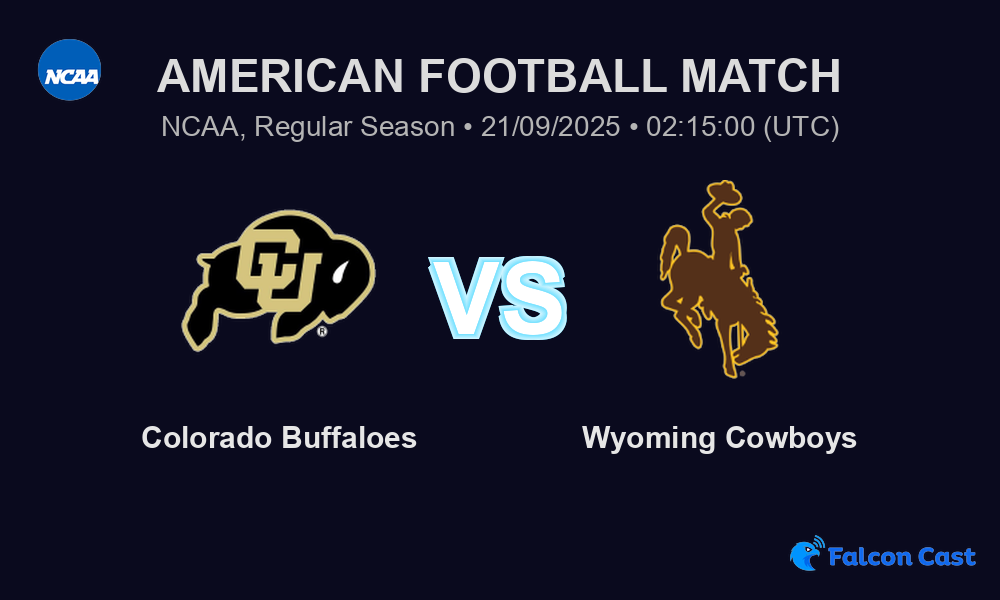 NCAA
AMERICAN FOOTBALL MATCH
NCAA, Regular Season • 21/09/2025 • 02:15:00 (UTC)
CU
®
VS
Colorado Buffaloes
Wyoming Cowboys
Falcon Cast